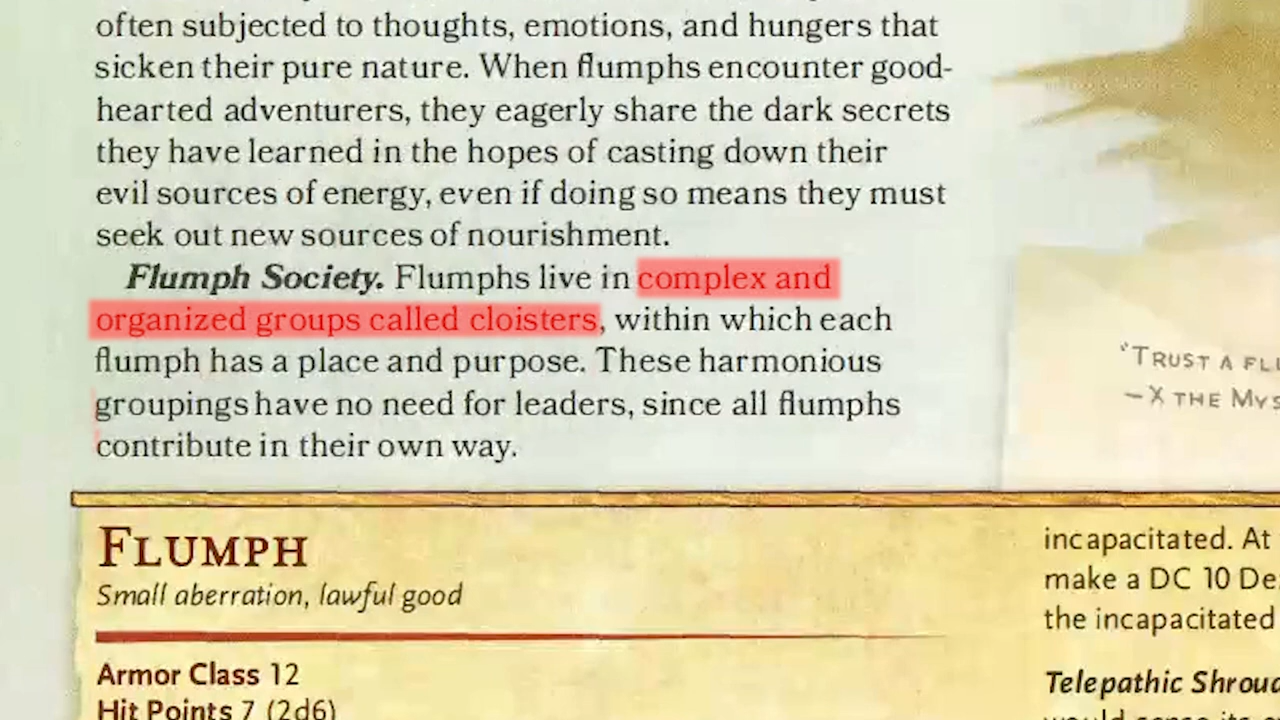 often subjected to thoughts, emotions, and hungers that
sicken their pure nature. When flumphs encounter good-
hearted adventurers, they eagerly share the dark secrets
they have learned in the hopes of casting down their
evil sources of energy, even if doing so means they must
seek out new sources of nourishment.
Flumph Society. Flumphs live in complex and
organized groups called cloisters, within which each
flumph has a place and purpose. These harmonious
groupings have no need for leaders, since all flumphs
contribute in their own way.
"TRUST A
—X THE
FLUMPH
Small aberration, lawful good
Armor Class 12
Hit Points 7 (2d6)
incapacitated. At
make a DC 10
the incapacitated
Telepathic